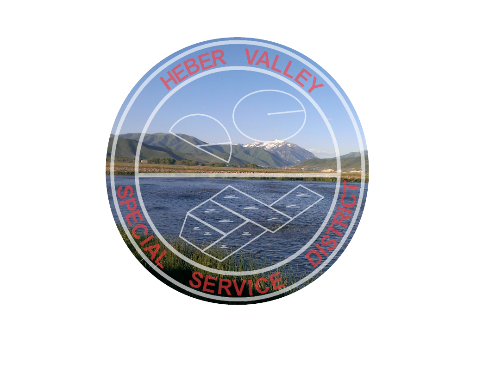 HEBER VALLEY
SPECIAL SERVICE DISTRICT